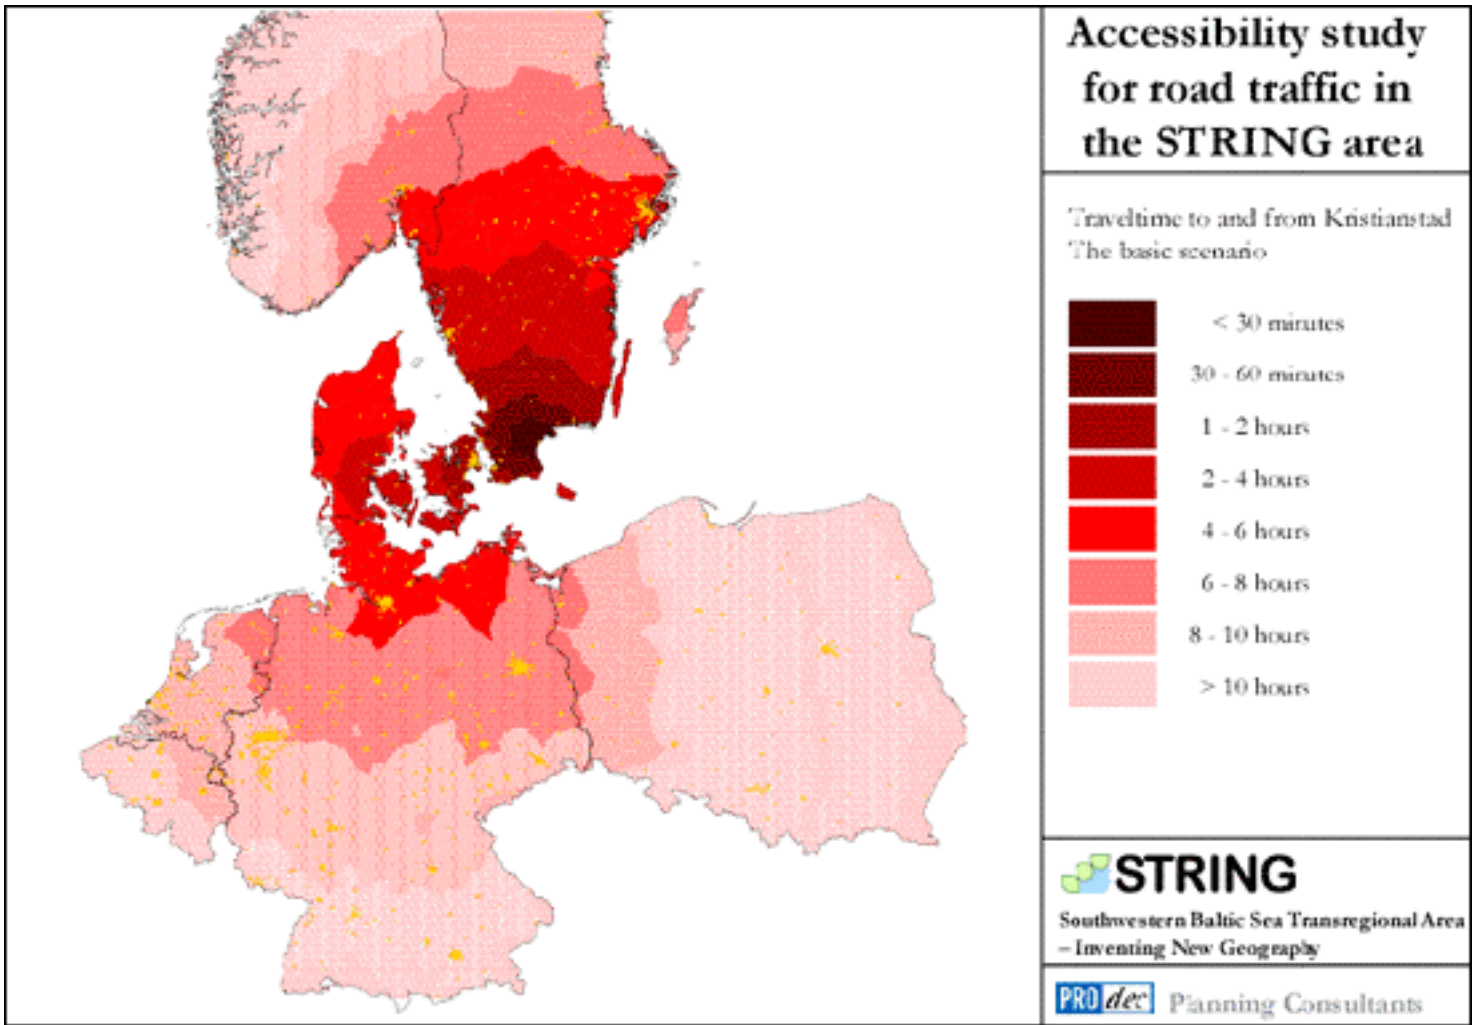 Accessibility study
for road traffic in
the STRING area
Traveltime to and from Kristianstad
The basic scenario
< 30 minutes
30 - 60 minutes
1 - 2 hours
2 - 4 hours
4 - 6 hours
6 - 8 hours
8 - 10 hours
> 10 hours
STRING
Southwestern Baltic Sea Transregional Area
– Inventing New Geography
PROdec Planning Consultants